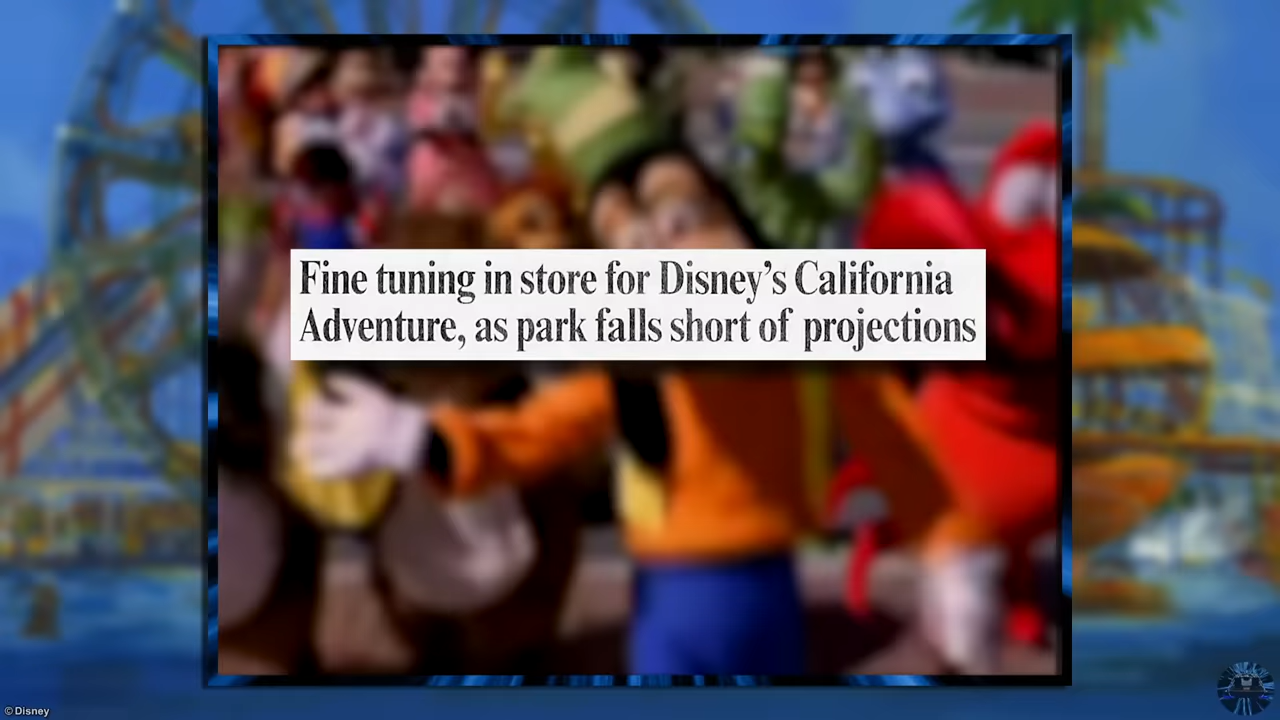 Fine tuning in store for Disney's California
Adventure, as park falls short of projections
© Disney